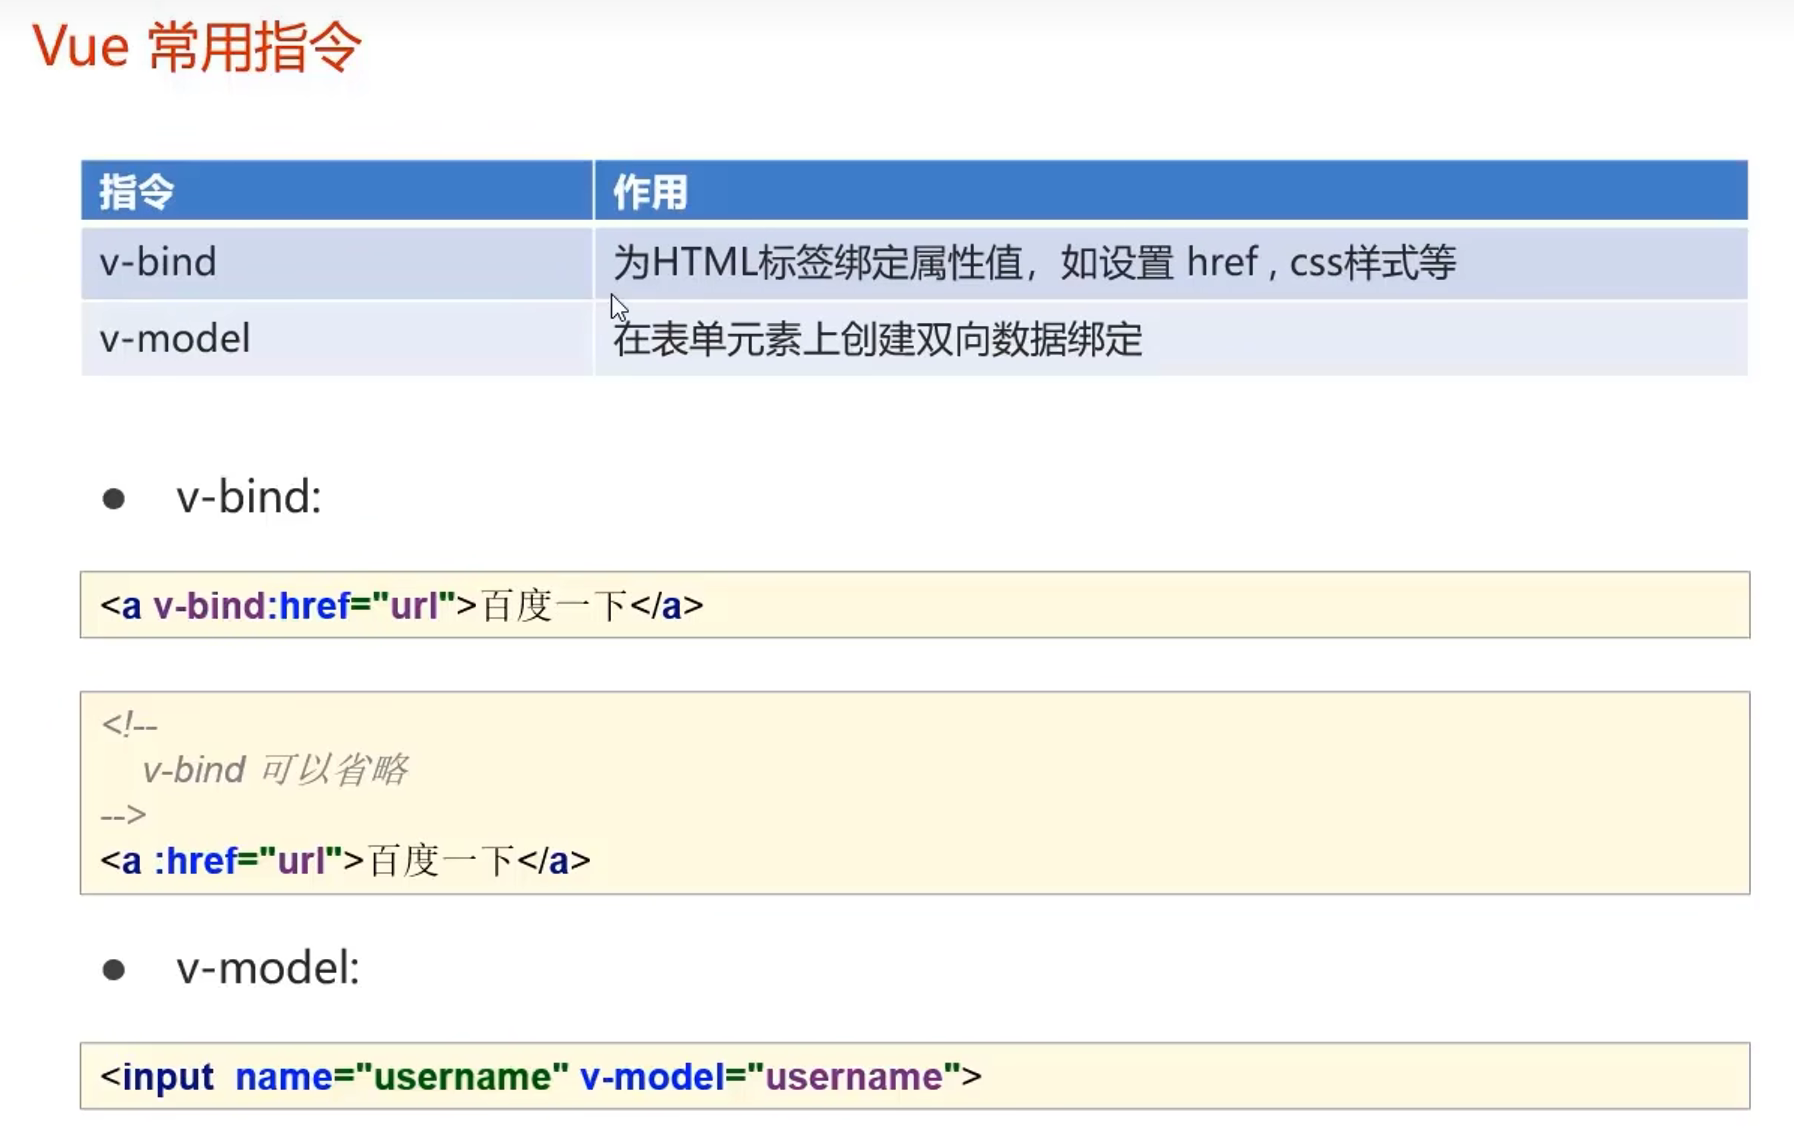 Vue 常用指令
指令 作用
v-bind 为HTML标签绑定属性值，如设置 href , css样式等
v-model 在表单元素上创建双向数据绑定
● v-bind:
<a v-bind:href="url">百度一下</a>
<!--
v-bind 可以省略
-->
<a :href="url">百度一下</a>
● v-model:
<input name="username" v-model="username">